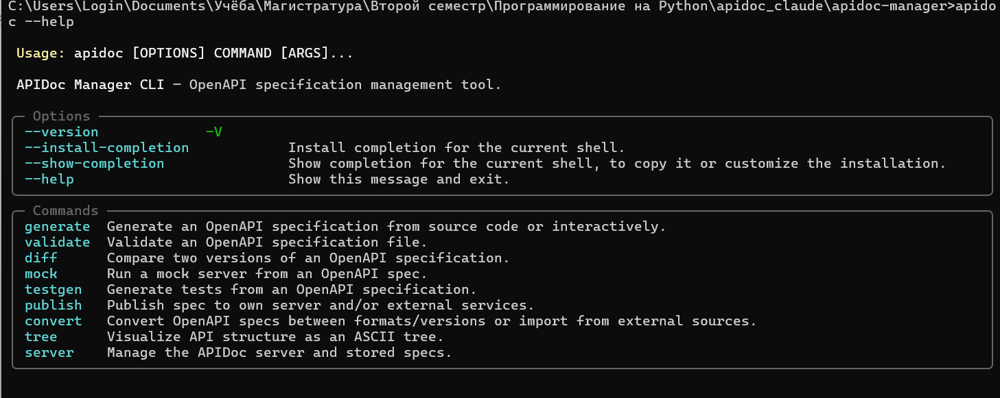 C:\Users\Login\Documents\Учёба\Магистратура\Второй семестр\Программирование на Python\apidoc_claude\apidoc-manager>apido
c --help
Usage: apidoc [OPTIONS] COMMAND [ARGS]...
APIDoc Manager CLI - OpenAPI specification management tool.
Options
--version -V
--install-completion Install completion for the current shell.
--show-completion Show completion for the current shell, to copy it or customize the installation.
--help Show this message and exit.
Commands
generate Generate an OpenAPI specification from source code or interactively.
validate Validate an OpenAPI specification file.
diff Compare two versions of an OpenAPI specification.
mock Run a mock server from an OpenAPI spec.
testgen Generate tests from an OpenAPI specification.
publish Publish spec to own server and/or external services.
convert Convert OpenAPI specs between formats/versions or import from external sources.
tree Visualize API structure as an ASCII tree.
server Manage the APIDoc server and stored specs.